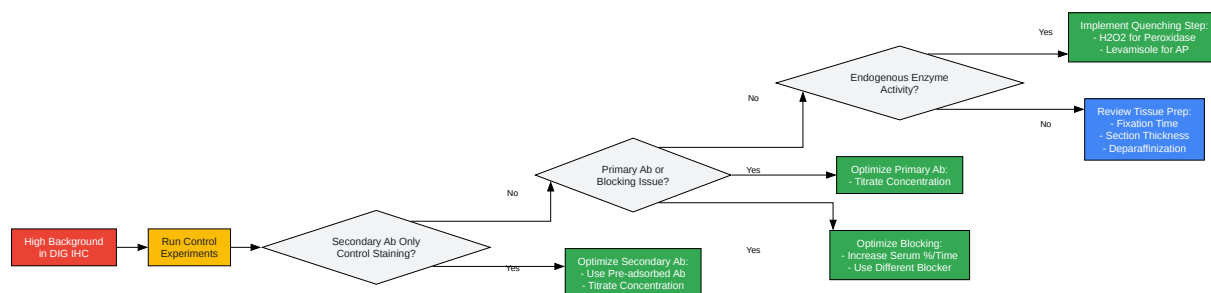 High Background
in DIG IHC
Run Control
Experiments
Secondary Ab Only
Control Staining?
Yes
Optimize Secondary Ab:
- Use Pre-adsorbed Ab
- Titrate Concentration
No
Primary Ab or
Blocking Issue?
Yes
Optimize Primary Ab:
- Titrate Concentration
Yes
Optimize Blocking:
- Increase Serum %/Time
- Use Different Blocker
No
Endogenous Enzyme
Activity?
Yes
Implement Quenching Step:
- H2O2 for Peroxidase
- Levamisole for AP
No
Review Tissue Prep:
- Fixation Time
- Section Thickness
- Deparaffinization